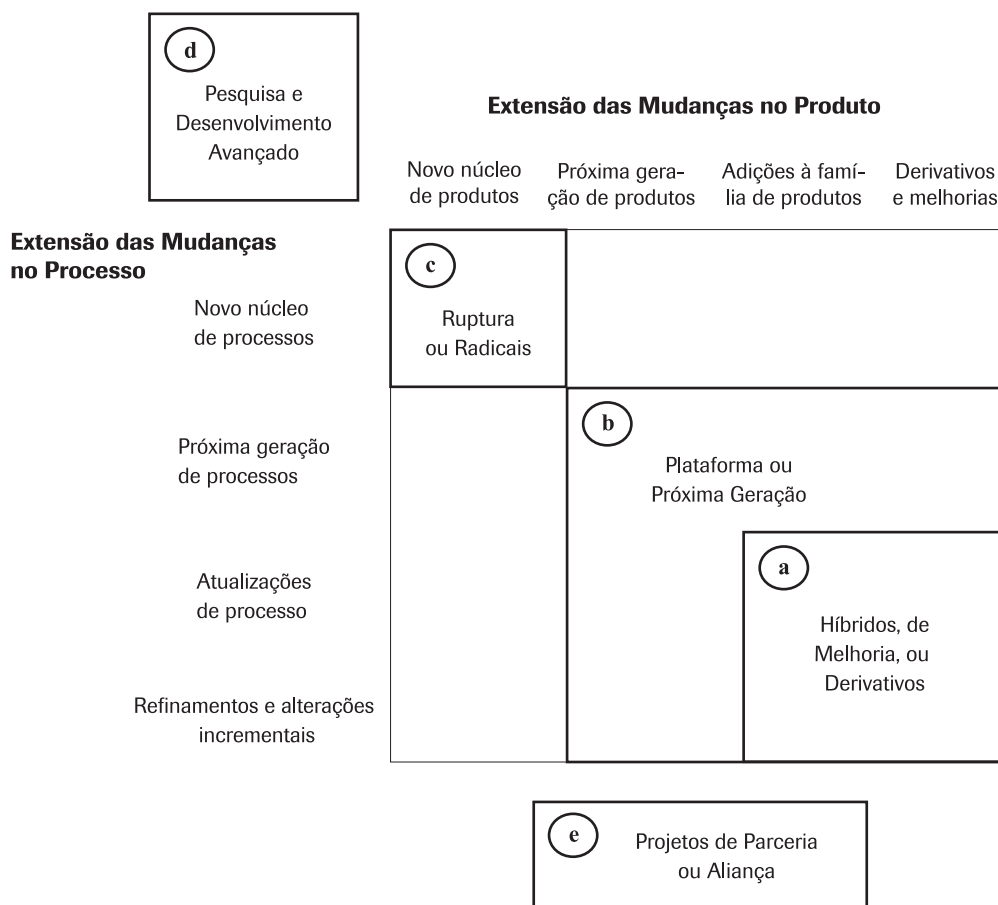 d
Pesquisa e
Desenvolvimento
Avançado
Extensão das Mudanças no Produto
Novo núcleo
de produtos
Próxima gera-
ção de produtos
Adições à famí-
lia de produtos
Derivativos
e melhorias
Extensão das Mudanças
no Processo
Novo núcleo
de processos
c
Ruptura
ou Radicais
Próxima geração
de processos
b
Plataforma ou
Próxima Geração
Atualizações
de processo
a
Híbridos, de
Melhoria, ou
Derivativos
Refinamentos e alterações
incrementais
e
Projetos de Parceria
ou Aliança